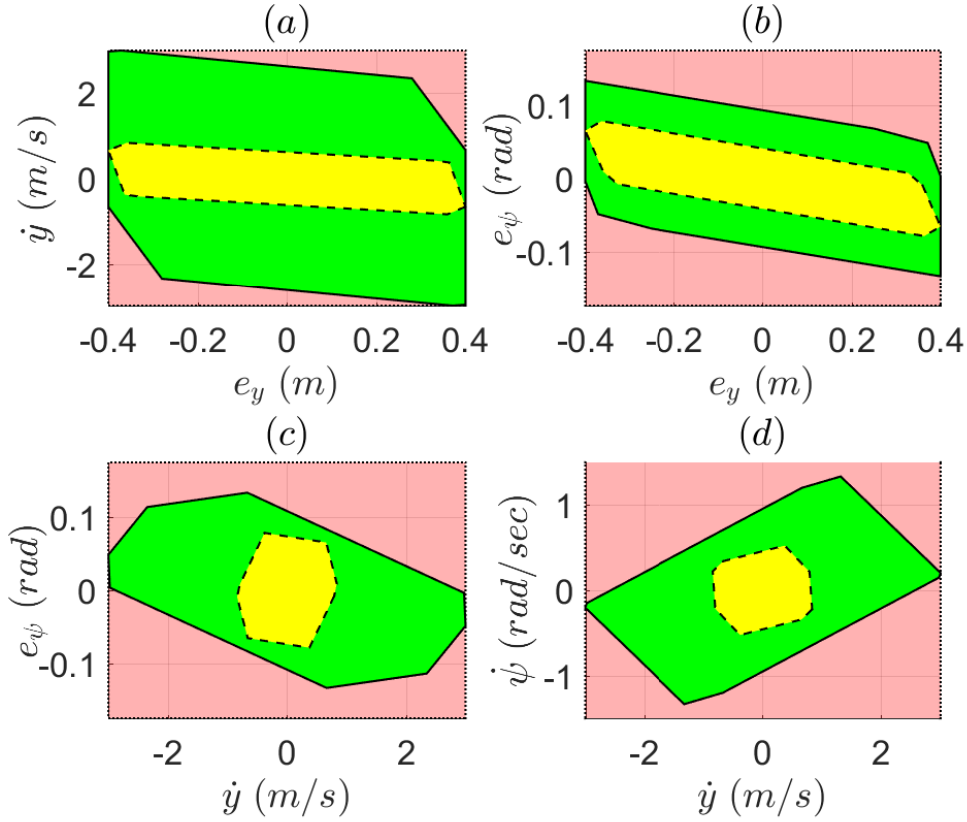 (a)
ẏ (m/s)
2
0
-2
-0.4 -0.2 0 0.2 0.4
e_y (m)
(b)
e_ψ (rad)
0.1
0
-0.1
-0.4 -0.2 0 0.2 0.4
e_y (m)
(c)
e_ψ (rad)
0.1
0
-0.1
-2 0 2
ẏ (m/s)
(d)
ψ̇ (rad/sec)
1
0
-1
-2 0 2
ẏ (m/s)